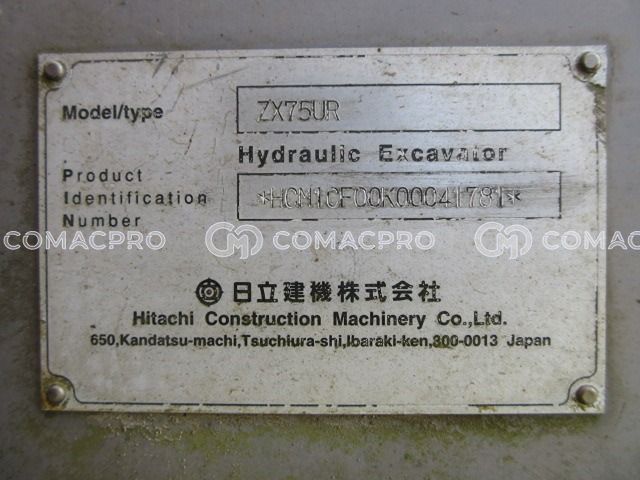 Model/type ZX75UR
Hydraulic Excavator
Product
Identification
Number
*HCM1CF00K00041781*
COMACPRO COMACPRO COMACPRO
日立建機株式会社
Hitachi Construction Machinery Co.,Ltd.
650,Kandatsu-machi,Tsuchiura-shi,Ibaraki-ken,300-0013 Japan